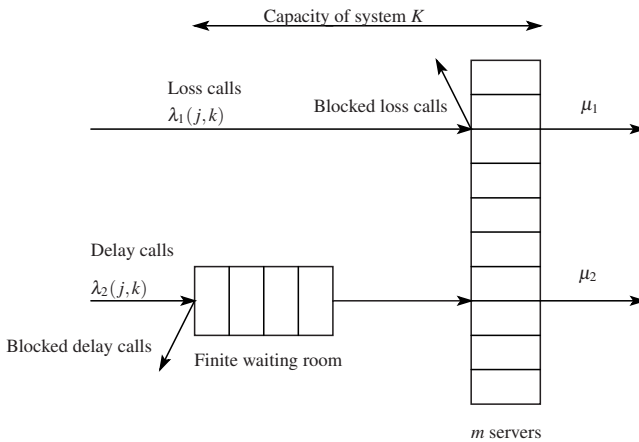 Capacity of system K
Loss calls
λ₁(j,k)
Blocked loss calls
μ₁
Delay calls
λ₂(j,k)
μ₂
Blocked delay calls
Finite waiting room
m servers